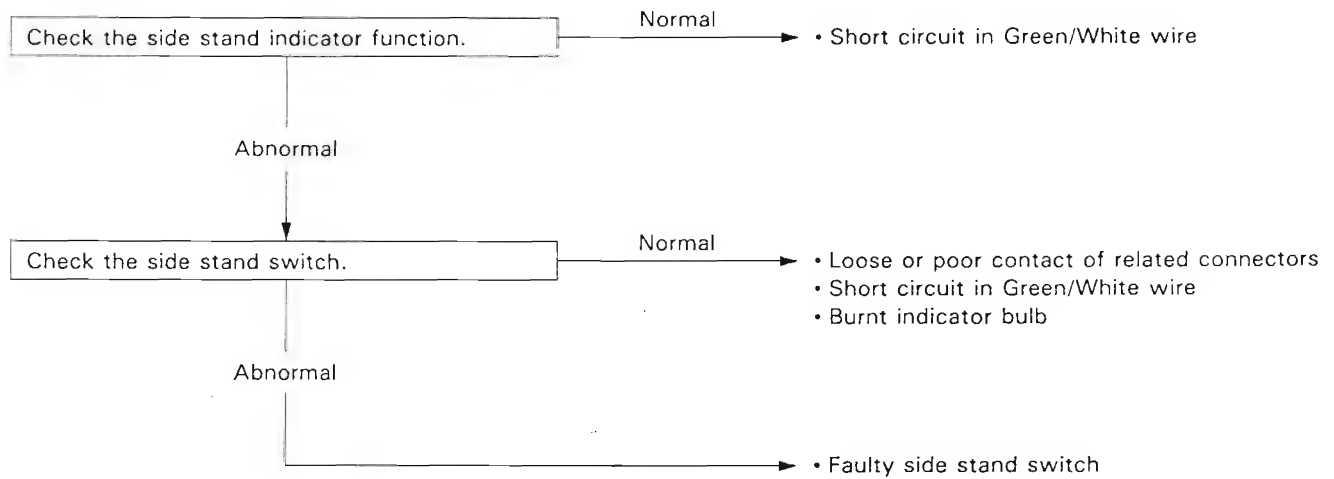 Normal
Check the side stand indicator function.
• Short circuit in Green/White wire
Abnormal
Normal
Check the side stand switch.
• Loose or poor contact of related connectors
• Short circuit in Green/White wire
• Burnt indicator bulb
Abnormal
• Faulty side stand switch